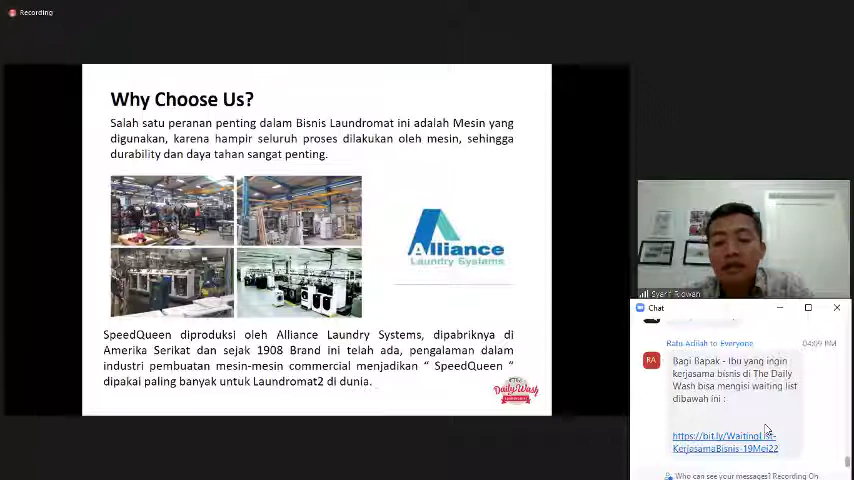 Recording
Why Choose Us?
Salah satu peranan penting dalam Bisnis Laundromat ini adalah Mesin yang
digunakan, karena hampir seluruh proses dilakukan oleh mesin, sehingga
durability dan daya tahan sangat penting.
Alliance
Laundry Systems
SpeedQueen diproduksi oleh Alliance Laundry Systems, dipabriknya di
Amerika Serikat dan sejak 1908 Brand ini telah ada, pengalaman dalam
industri pembuatan mesin-mesin commercial menjadikan “ SpeedQueen “
dipakai paling banyak untuk Laundromat2 di dunia.
Daily Wash
Syarif Ridwan
Chat
Ratu Adilah to Everyone 04:09 PM
RA
Bagi Bapak - Ibu yang ingin
kerjasama bisnis di The Daily
Wash bisa mengisi waiting list
dibawah ini :
https://bit.ly/WaitingList-
KerjasamaBisnis-19Mei22
Who can see your messages? Recording On